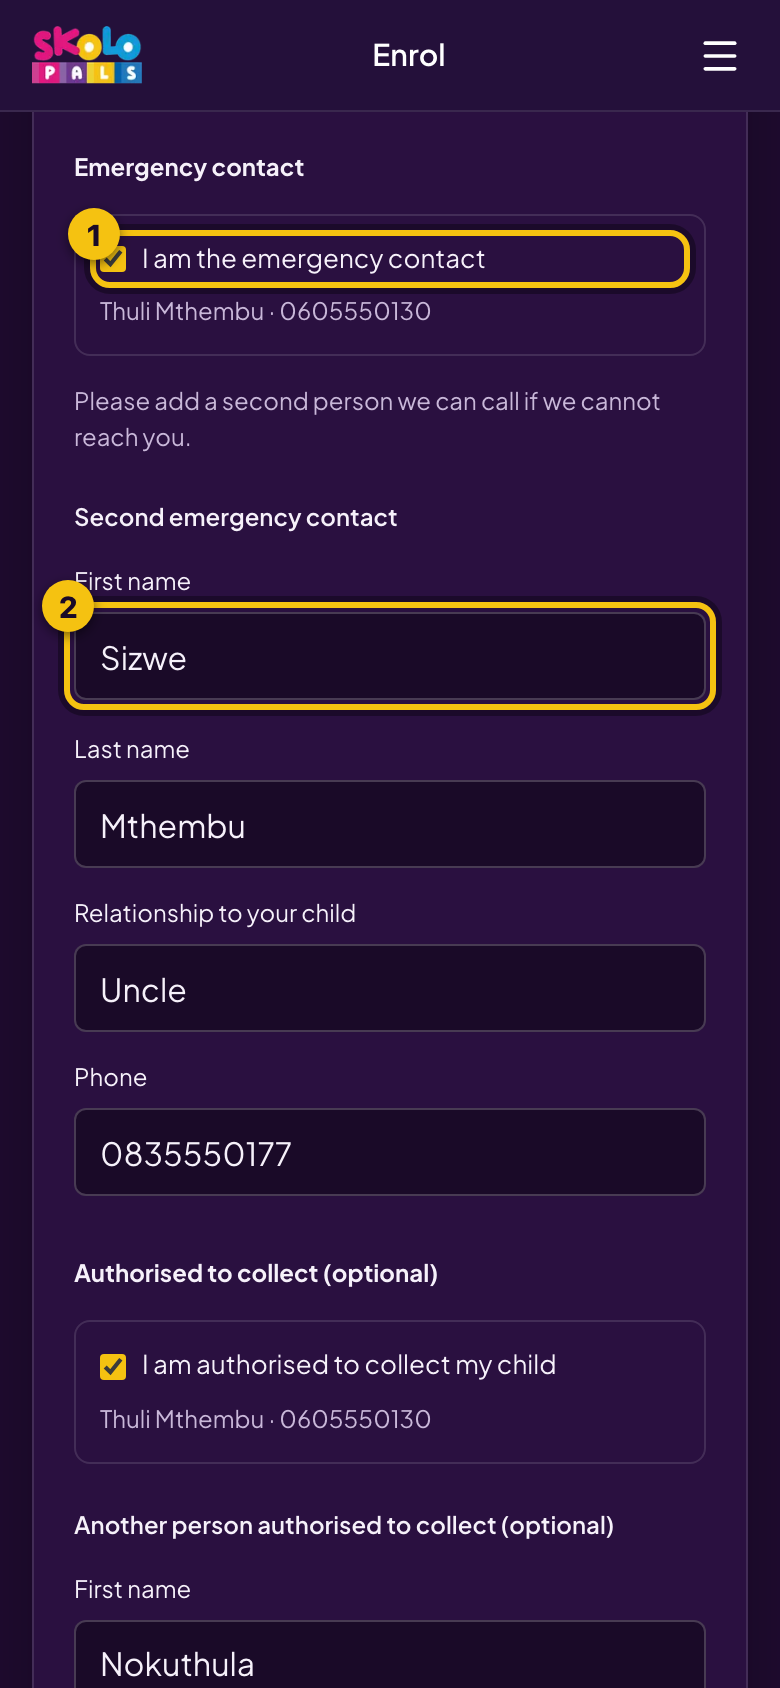 SKOLO
PALS
Enrol
Emergency contact
1
I am the emergency contact
Thuli Mthembu · 0605550130
Please add a second person we can call if we cannot
reach you.
Second emergency contact
First name
2
Sizwe
Last name
Mthembu
Relationship to your child
Uncle
Phone
0835550177
Authorised to collect (optional)
I am authorised to collect my child
Thuli Mthembu · 0605550130
Another person authorised to collect (optional)
First name
Nokuthula